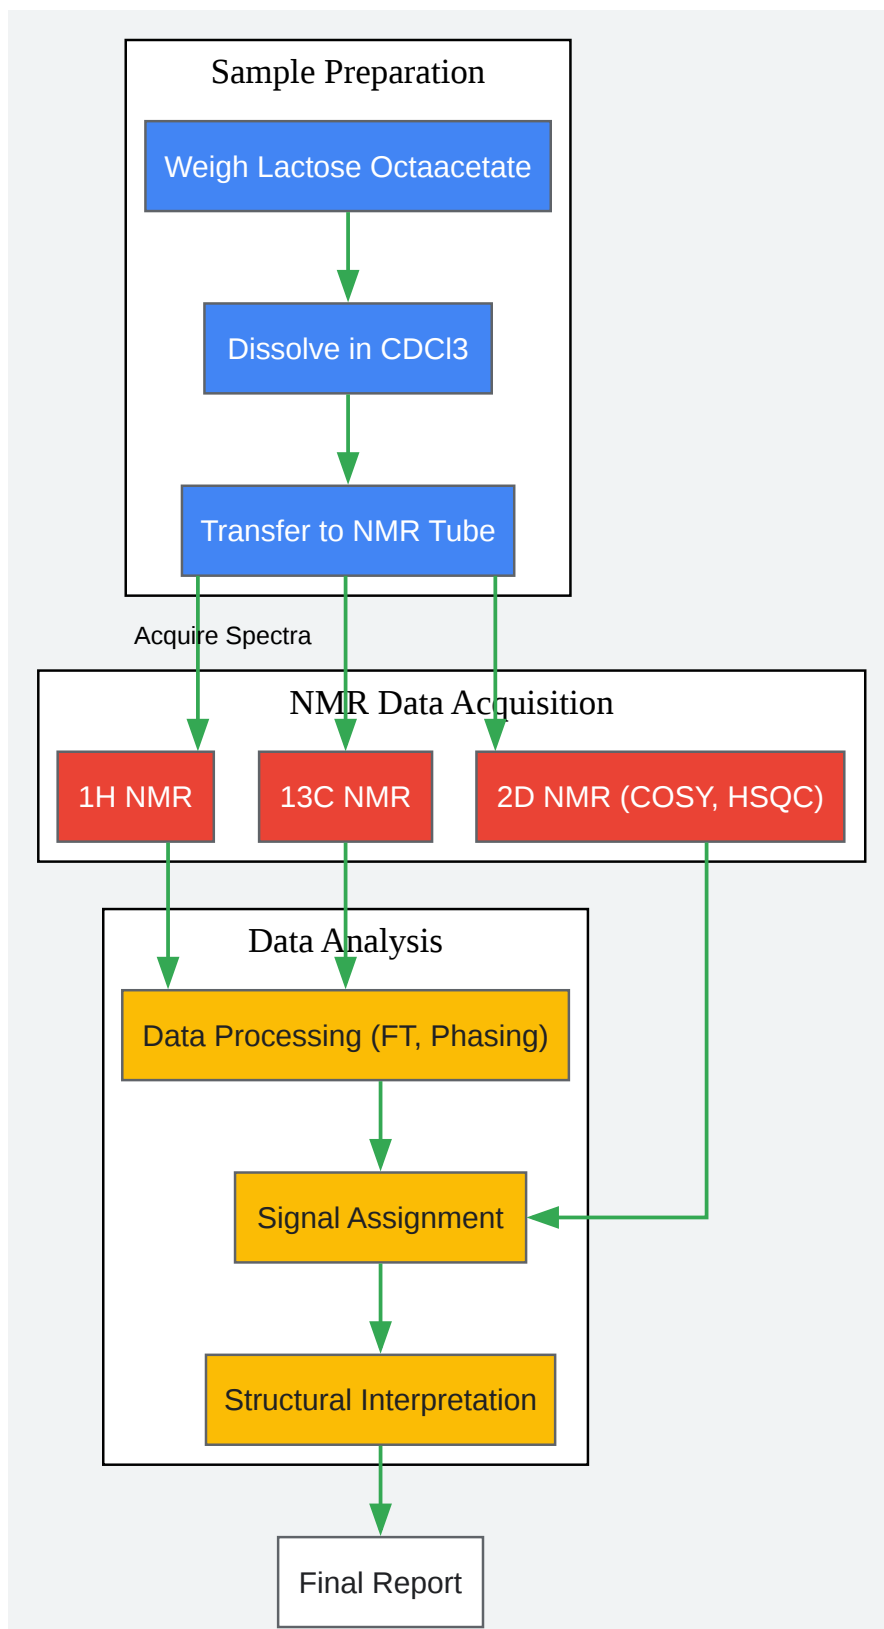 Sample Preparation
Weigh Lactose Octaacetate
Dissolve in CDCl3
Transfer to NMR Tube
Acquire Spectra
NMR Data Acquisition
1H NMR
13C NMR
2D NMR (COSY, HSQC)
Data Analysis
Data Processing (FT, Phasing)
Signal Assignment
Structural Interpretation
Final Report